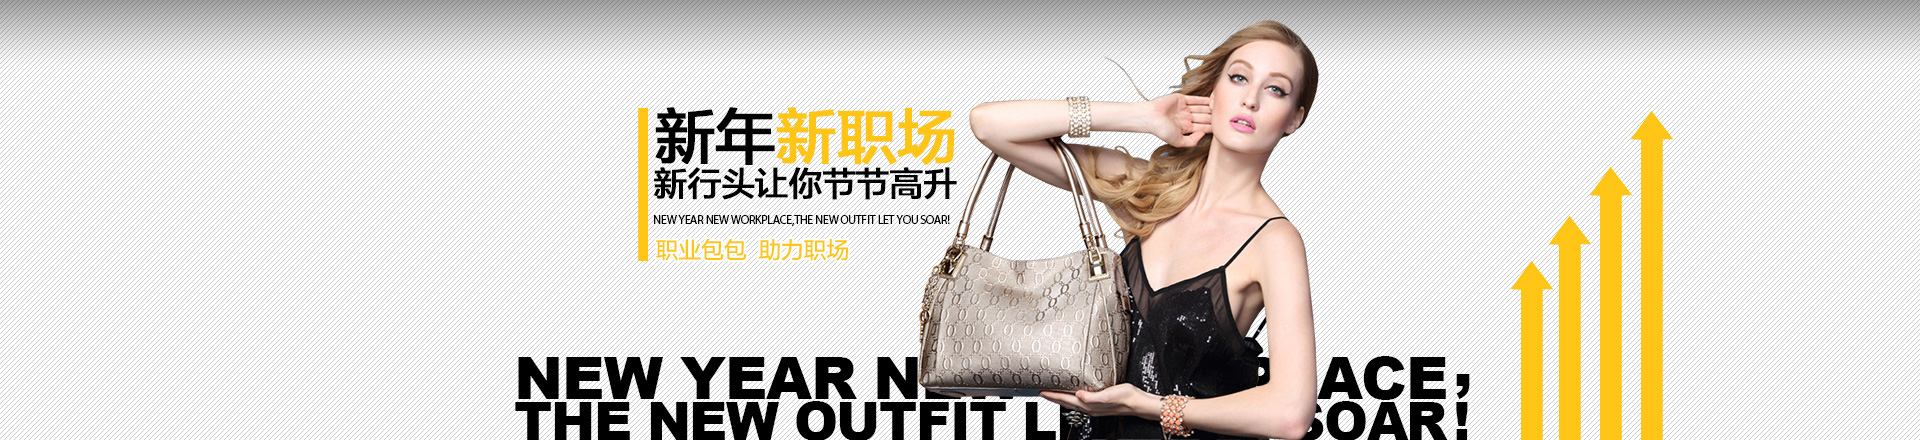 新年新职场
新行头让你节节高升
NEW YEAR NEW WORKPLACE,THE NEW OUTFIT LET YOU SOAR!
职业包包 助力职场
NEW YEAR N PLACE,
THE NEW OUTFIT L SOAR!